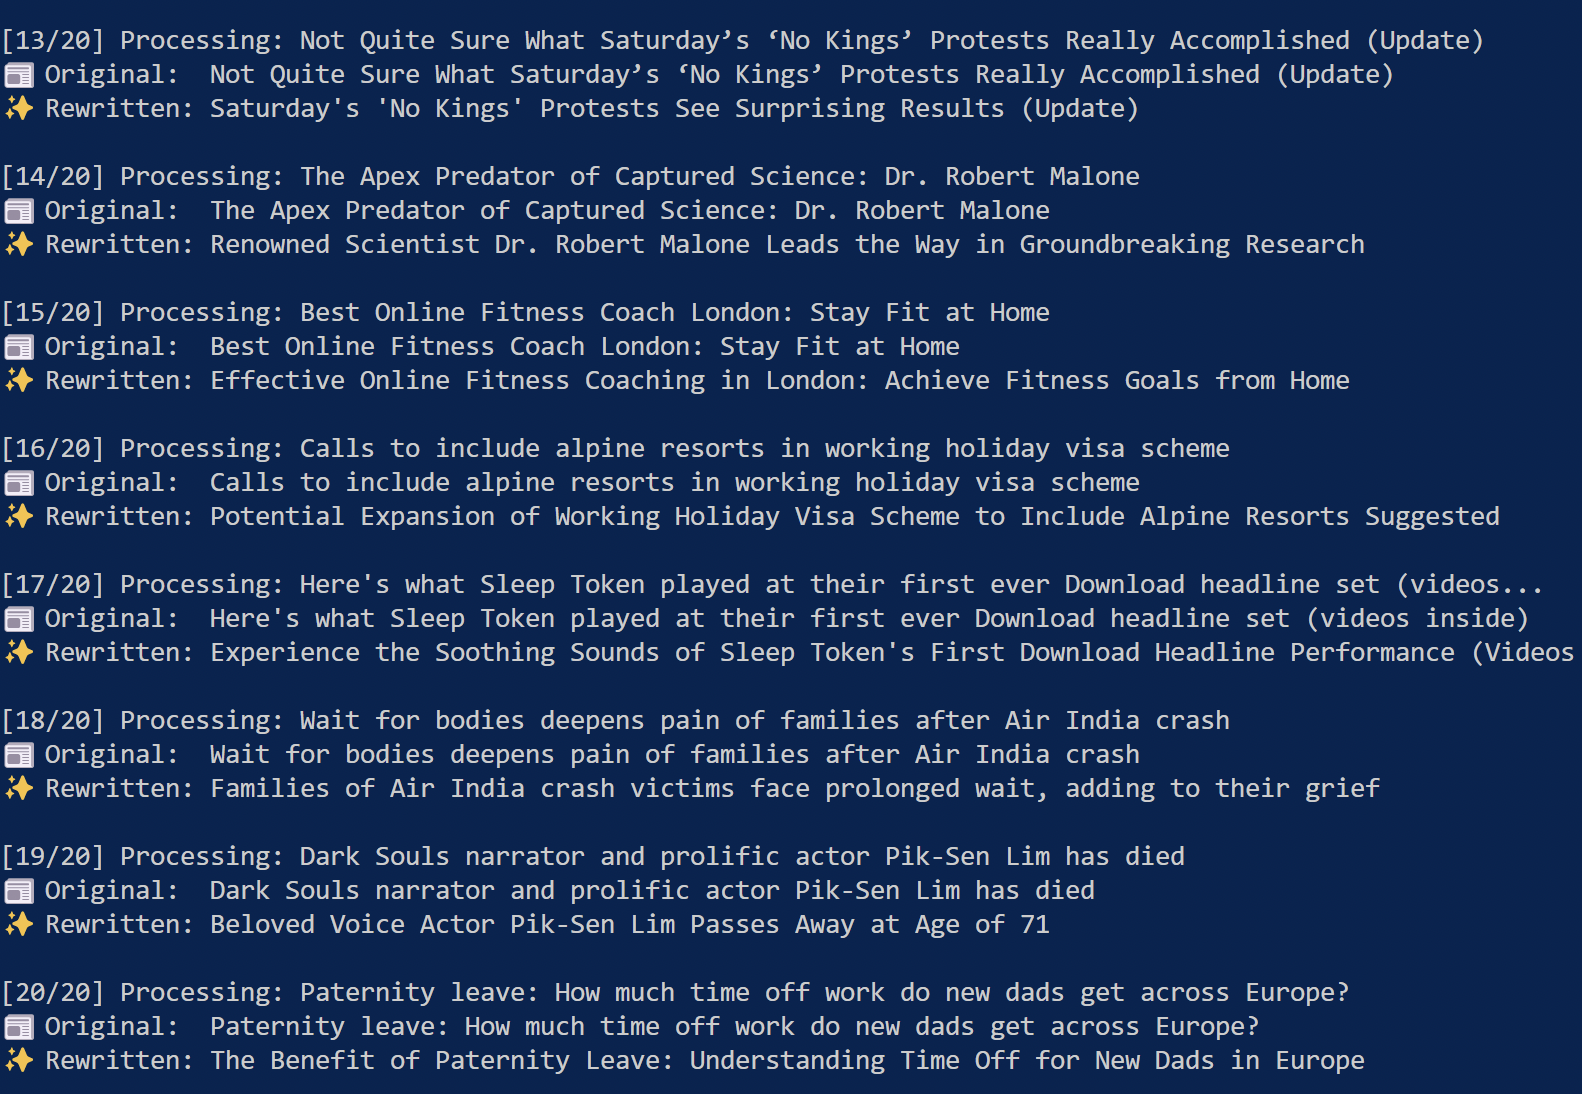 [13/20] Processing: Not Quite Sure What Saturday’s ‘No Kings’ Protests Really Accomplished (Update)
📰 Original:  Not Quite Sure What Saturday’s ‘No Kings’ Protests Really Accomplished (Update)
✨ Rewritten: Saturday's 'No Kings' Protests See Surprising Results (Update)
[14/20] Processing: The Apex Predator of Captured Science: Dr. Robert Malone
📰 Original:  The Apex Predator of Captured Science: Dr. Robert Malone
✨ Rewritten: Renowned Scientist Dr. Robert Malone Leads the Way in Groundbreaking Research
[15/20] Processing: Best Online Fitness Coach London: Stay Fit at Home
📰 Original:  Best Online Fitness Coach London: Stay Fit at Home
✨ Rewritten: Effective Online Fitness Coaching in London: Achieve Fitness Goals from Home
[16/20] Processing: Calls to include alpine resorts in working holiday visa scheme
📰 Original:  Calls to include alpine resorts in working holiday visa scheme
✨ Rewritten: Potential Expansion of Working Holiday Visa Scheme to Include Alpine Resorts Suggested
[17/20] Processing: Here's what Sleep Token played at their first ever Download headline set (videos...
📰 Original:  Here's what Sleep Token played at their first ever Download headline set (videos inside)
✨ Rewritten: Experience the Soothing Sounds of Sleep Token's First Download Headline Performance (Videos
[18/20] Processing: Wait for bodies deepens pain of families after Air India crash
📰 Original:  Wait for bodies deepens pain of families after Air India crash
✨ Rewritten: Families of Air India crash victims face prolonged wait, adding to their grief
[19/20] Processing: Dark Souls narrator and prolific actor Pik-Sen Lim has died
📰 Original:  Dark Souls narrator and prolific actor Pik-Sen Lim has died
✨ Rewritten: Beloved Voice Actor Pik-Sen Lim Passes Away at Age of 71
[20/20] Processing: Paternity leave: How much time off work do new dads get across Europe?
📰 Original:  Paternity leave: How much time off work do new dads get across Europe?
✨ Rewritten: The Benefit of Paternity Leave: Understanding Time Off for New Dads in Europe